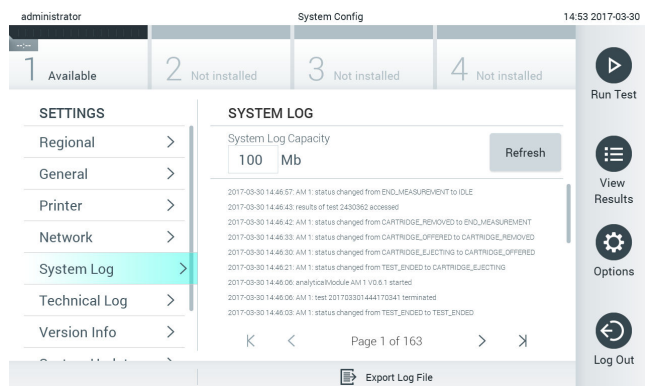 administrator System Config 14:53 2017-03-30
--:--
1 Available 2 Not installed 3 Not installed 4 Not installed
Run Test
SETTINGS
Regional
General
Printer
Network
System Log
Technical Log
Version Info
SYSTEM LOG
System Log Capacity
100 Mb
Refresh
2017-03-30 14:46:57: AM 1: status changed from END_MEASUREMENT to IDLE
2017-03-30 14:46:43: results of test 2430362 accessed
2017-03-30 14:46:42: AM 1: status changed from CARTRIDGE_REMOVED to END_MEASUREMENT
2017-03-30 14:46:33: AM 1: status changed from CARTRIDGE_OFFERED to CARTRIDGE_REMOVED
2017-03-30 14:46:30: AM 1: status changed from CARTRIDGE_EJECTING to CARTRIDGE_OFFERED
2017-03-30 14:46:21: AM 1: status changed from TEST_ENDED to CARTRIDGE_EJECTING
2017-03-30 14:46:06: analyticalModule AM 1 V0.6.1 started
2017-03-30 14:46:06: AM 1: test 201703301444170341 terminated
2017-03-30 14:46:03: AM 1: status changed from TEST_ENDED to TEST_ENDED
Page 1 of 163
Export Log File
View
Results
Options
Log Out